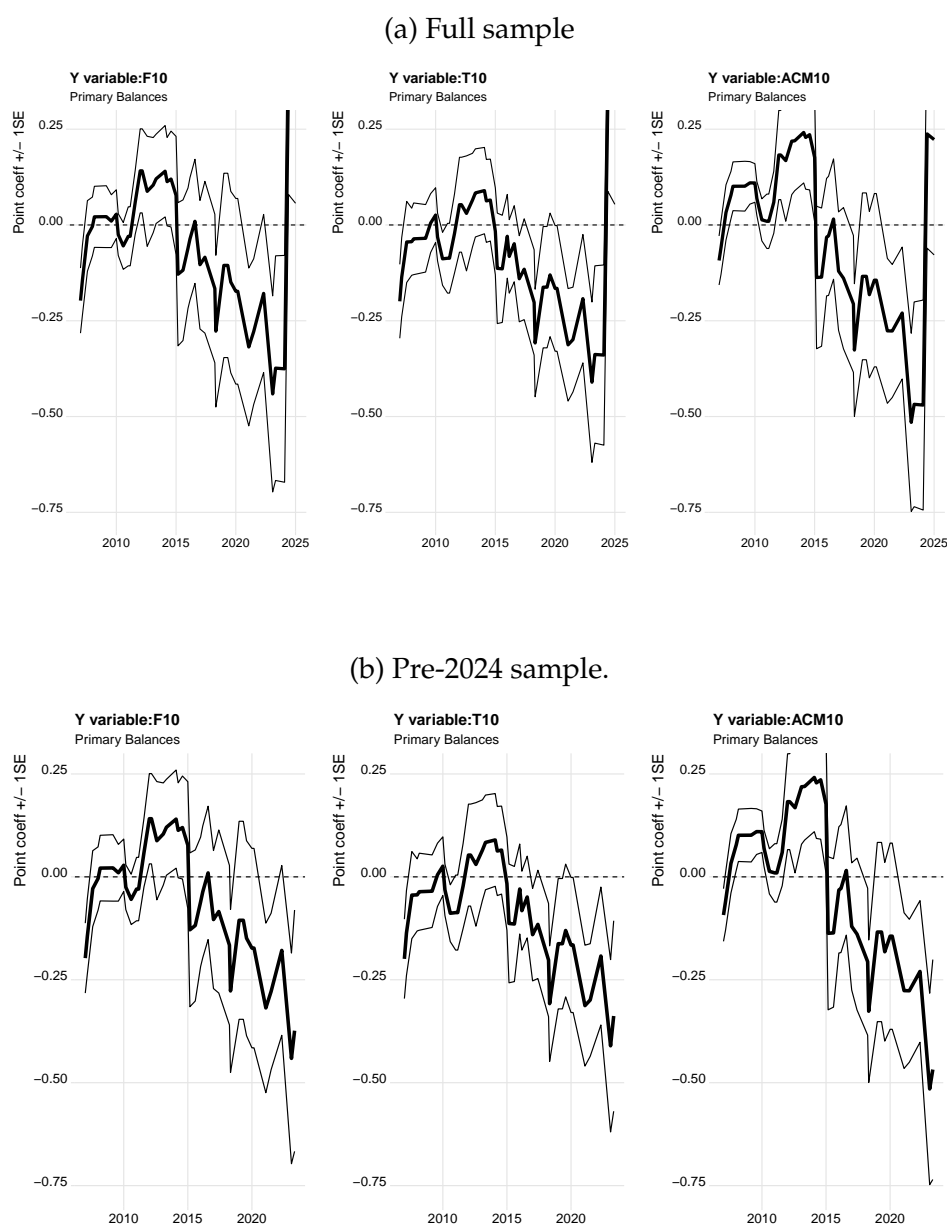 (a) Full sample
Y variable:F10
Primary Balances
Point coeff +/− 1SE
0.25
0.00
−0.25
−0.50
−0.75
2010 2015 2020 2025
Y variable:T10
Primary Balances
Point coeff +/− 1SE
0.25
0.00
−0.25
−0.50
−0.75
2010 2015 2020 2025
Y variable:ACM10
Primary Balances
Point coeff +/− 1SE
0.25
0.00
−0.25
−0.50
−0.75
2010 2015 2020 2025
(b) Pre-2024 sample.
Y variable:F10
Primary Balances
Point coeff +/− 1SE
0.25
0.00
−0.25
−0.50
−0.75
2010 2015 2020
Y variable:T10
Primary Balances
Point coeff +/− 1SE
0.25
0.00
−0.25
−0.50
−0.75
2010 2015 2020
Y variable:ACM10
Primary Balances
Point coeff +/− 1SE
0.25
0.00
−0.25
−0.50
−0.75
2010 2015 2020